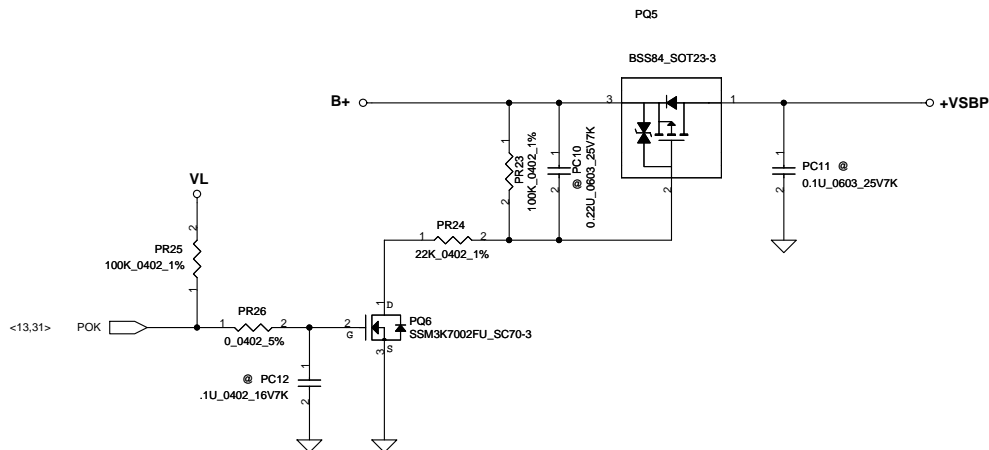 PQ5
BSS84_SOT23-3
B+
3
1
+VSBP
1
PR23
100K_0402_1%
2
1
@ PC10
0.22U_0603_25V7K
2
2
1
PC11 @
0.1U_0603_25V7K
2
VL
2
PR25
100K_0402_1%
1
PR24
1
2
22K_0402_1%
<13,31>
POK
PR26
1
2
0_0402_5%
1
D
2
G
PQ6
SSM3K7002FU_SC70-3
3
S
1
@ PC12
.1U_0402_16V7K
2